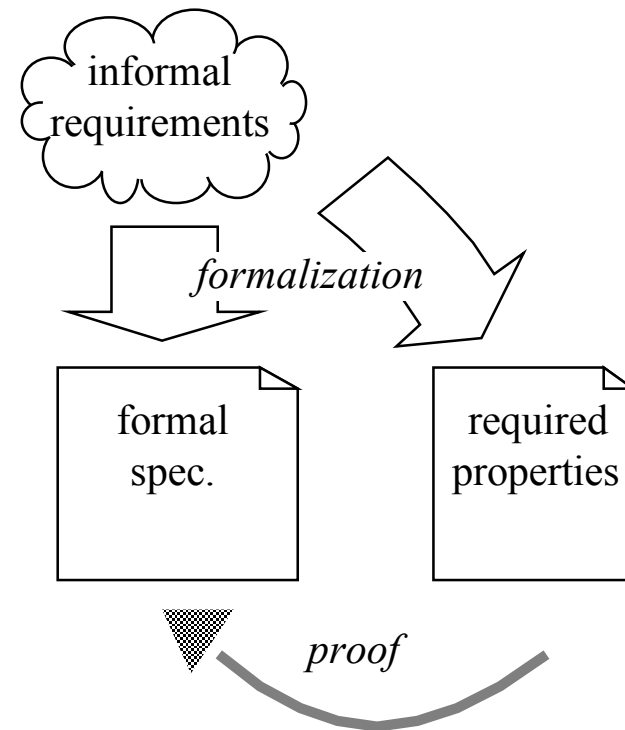 informal
requirements
formalization
formal
spec.
required
properties
proof